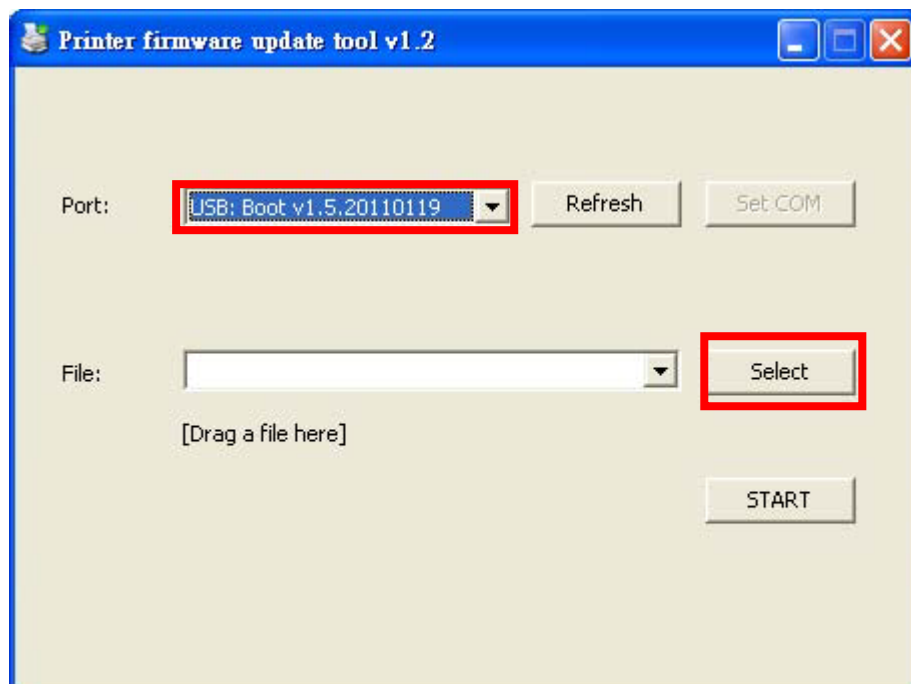 Printer firmware update tool v1.2
Port: USB: Boot v1.5.20110119 Refresh Set COM
File: Select
[Drag a file here]
START